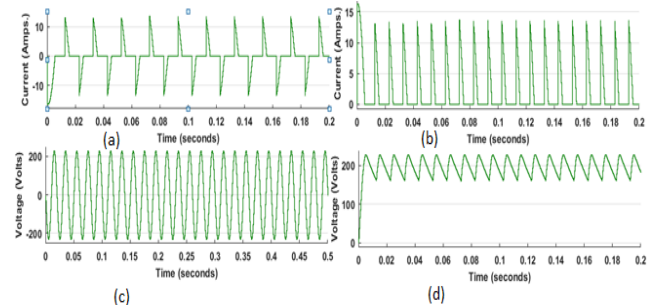 Current (Amps.)
10
0
-10
0 0.02 0.04 0.06 0.08 0.1 0.12 0.14 0.16 0.18 0.2
(a)
Time (seconds)
Current (Amps.)
15
10
5
0
0 0.02 0.04 0.06 0.08 0.1 0.12 0.14 0.16 0.18 0.2
(b)
Time (seconds)
Voltage (Volts)
200
0
-200
0 0.05 0.1 0.15 0.2 0.25 0.3 0.35 0.4 0.45 0.5
Time (seconds)
(c)
Voltage (Volts)
200
100
0
0 0.02 0.04 0.06 0.08 0.1 0.12 0.14 0.16 0.18 0.2
Time (seconds)
(d)